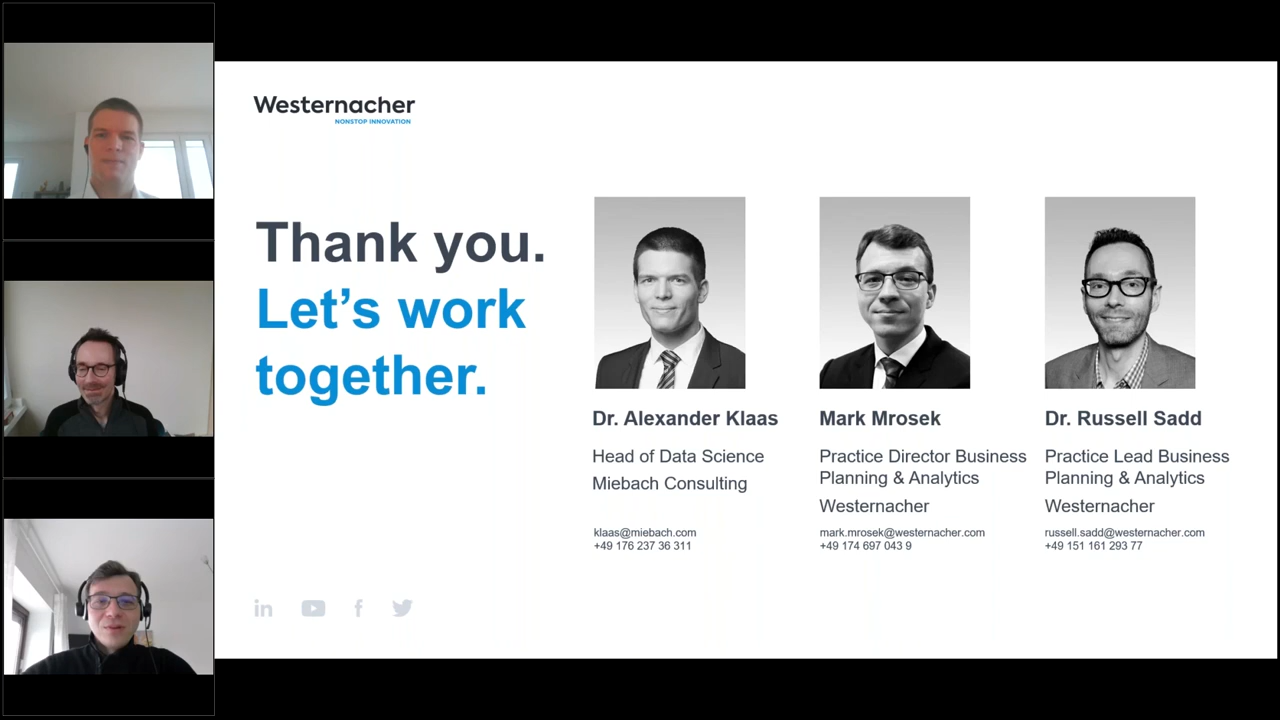 Westernacher
NONSTOP INNOVATION
Thank you.
Let's work
together.
Dr. Alexander Klaas
Head of Data Science
Miebach Consulting
klaas@miebach.com
+49 176 237 36 311
Mark Mrosek
Practice Director Business
Planning & Analytics
Westernacher
mark.mrosek@westernacher.com
+49 174 697 043 9
Dr. Russell Sadd
Practice Lead Business
Planning & Analytics
Westernacher
russell.sadd@westernacher.com
+49 151 161 293 77